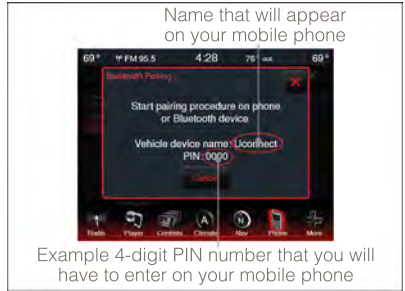 Name that will appear
on your mobile phone
69° FM 95.5 4:28 75° out 69°
Bluetooth Pairing
Start pairing procedure on phone
or Bluetooth device
Vehicle device name: Uconnect
PIN: 0000
Cancel
Radio Player Controls Climate Nav Phone More
Example 4-digit PIN number that you will
have to enter on your mobile phone